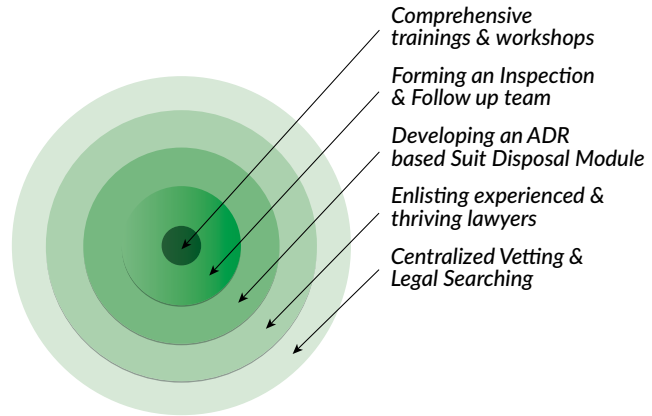 Comprehensive
trainings & workshops
Forming an Inspection
& Follow up team
Developing an ADR
based Suit Disposal Module
Enlisting experienced &
thriving lawyers
Centralized Vetting &
Legal Searching